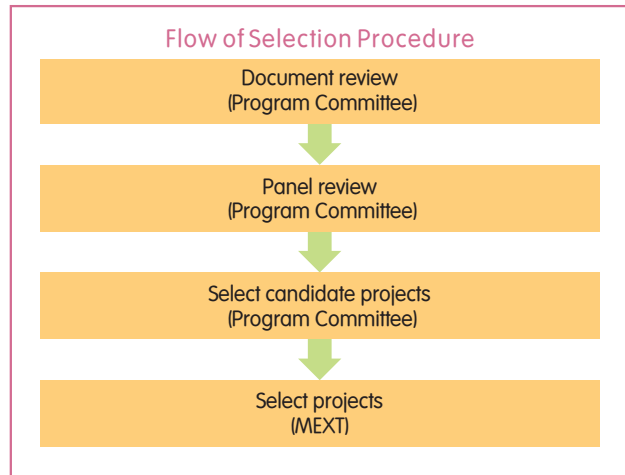 Flow of Selection Procedure
Document review
(Program Committee)
Panel review
(Program Committee)
Select candidate projects
(Program Committee)
Select projects
(MEXT)